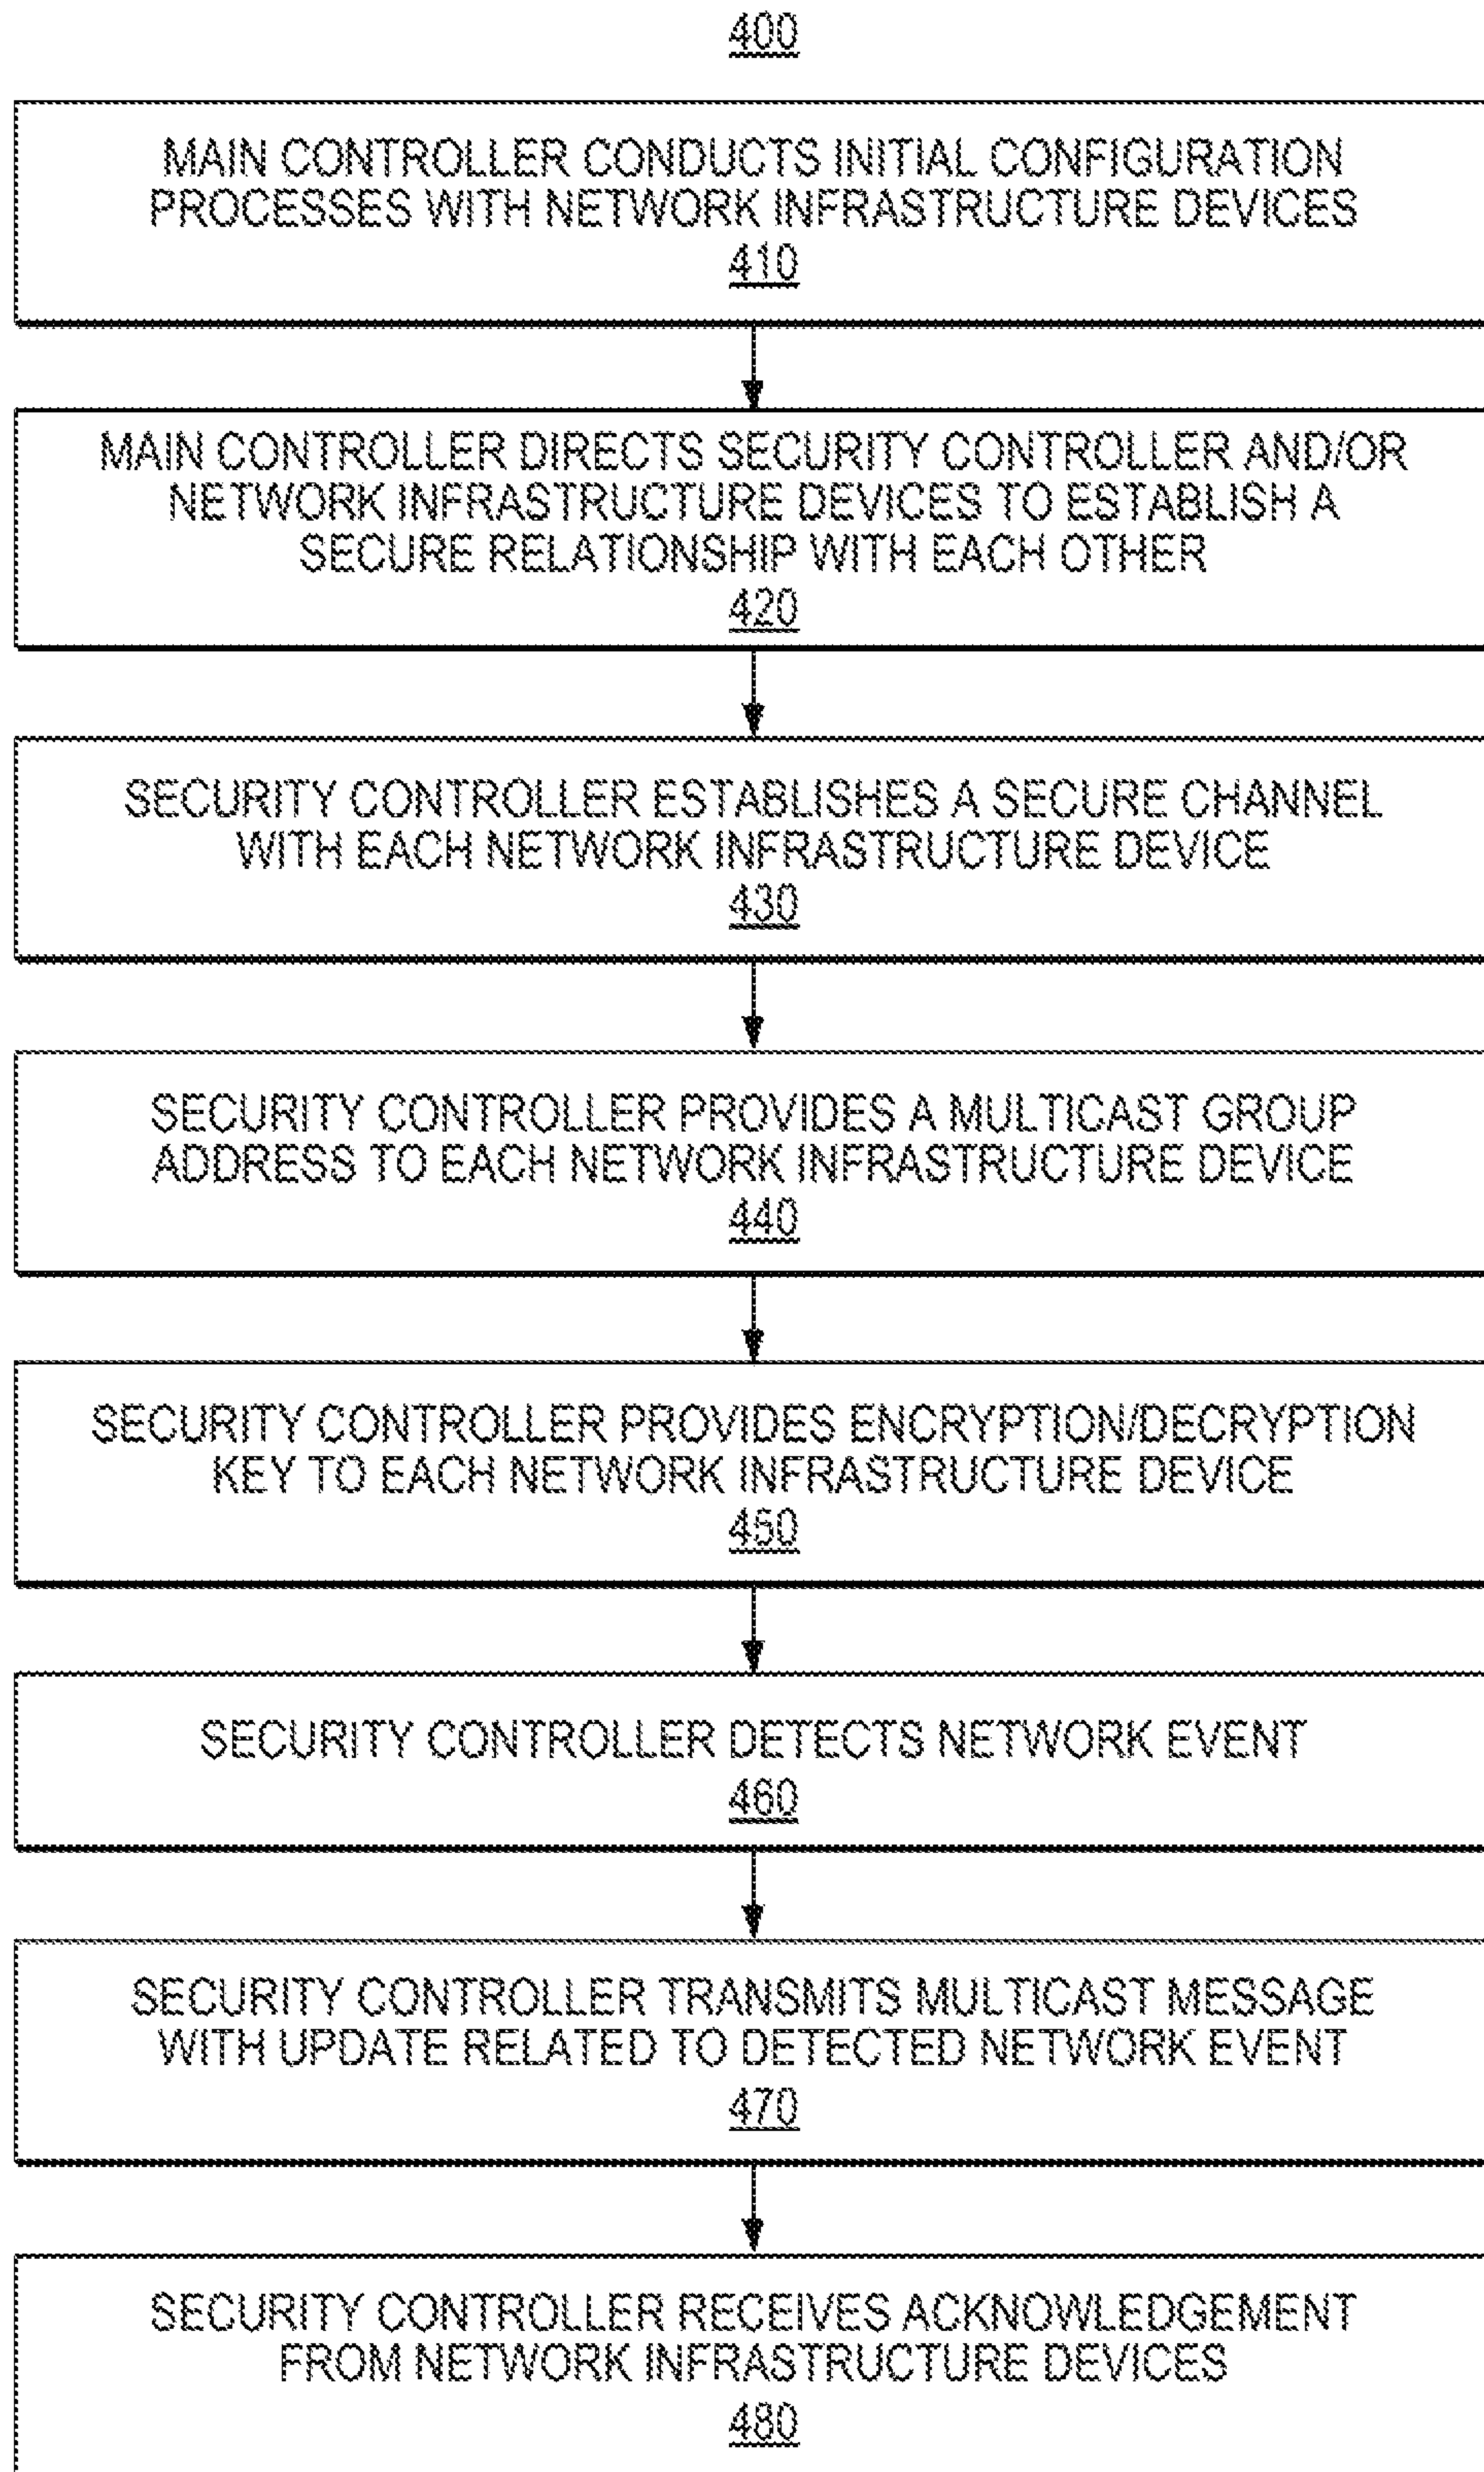 400
MAIN CONTROLLER CONDUCTS INITIAL CONFIGURATION
PROCESSES WITH NETWORK INFRASTRUCTURE DEVICES
410
MAIN CONTROLLER DIRECTS SECURITY CONTROLLER AND/OR
NETWORK INFRASTRUCTURE DEVICES TO ESTABLISH A
SECURE RELATIONSHIP WITH EACH OTHER
420
SECURITY CONTROLLER ESTABLISHES A SECURE CHANNEL
WITH EACH NETWORK INFRASTRUCTURE DEVICE
430
SECURITY CONTROLLER PROVIDES A MULTICAST GROUP
ADDRESS TO EACH NETWORK INFRASTRUCTURE DEVICE
440
SECURITY CONTROLLER PROVIDES ENCRYPTION/DECRYPTION
KEY TO EACH NETWORK INFRASTRUCTURE DEVICE
450
SECURITY CONTROLLER DETECTS NETWORK EVENT
460
SECURITY CONTROLLER TRANSMITS MULTICAST MESSAGE
WITH UPDATE RELATED TO DETECTED NETWORK EVENT
470
SECURITY CONTROLLER RECEIVES ACKNOWLEDGEMENT
FROM NETWORK INFRASTRUCTURE DEVICES
480